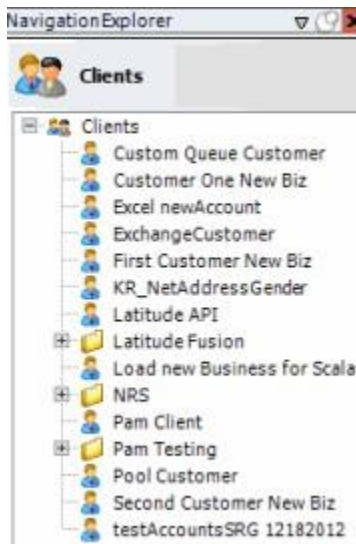 NavigationExplorer
Clients
Clients
Custom Queue Customer
Customer One New Biz
Excel newAccount
ExchangeCustomer
First Customer New Biz
KR_NetAddressGender
Latitude API
Latitude Fusion
Load new Business for Scala
NRS
Pam Client
Pam Testing
Pool Customer
Second Customer New Biz
testAccountsSRG 12182012